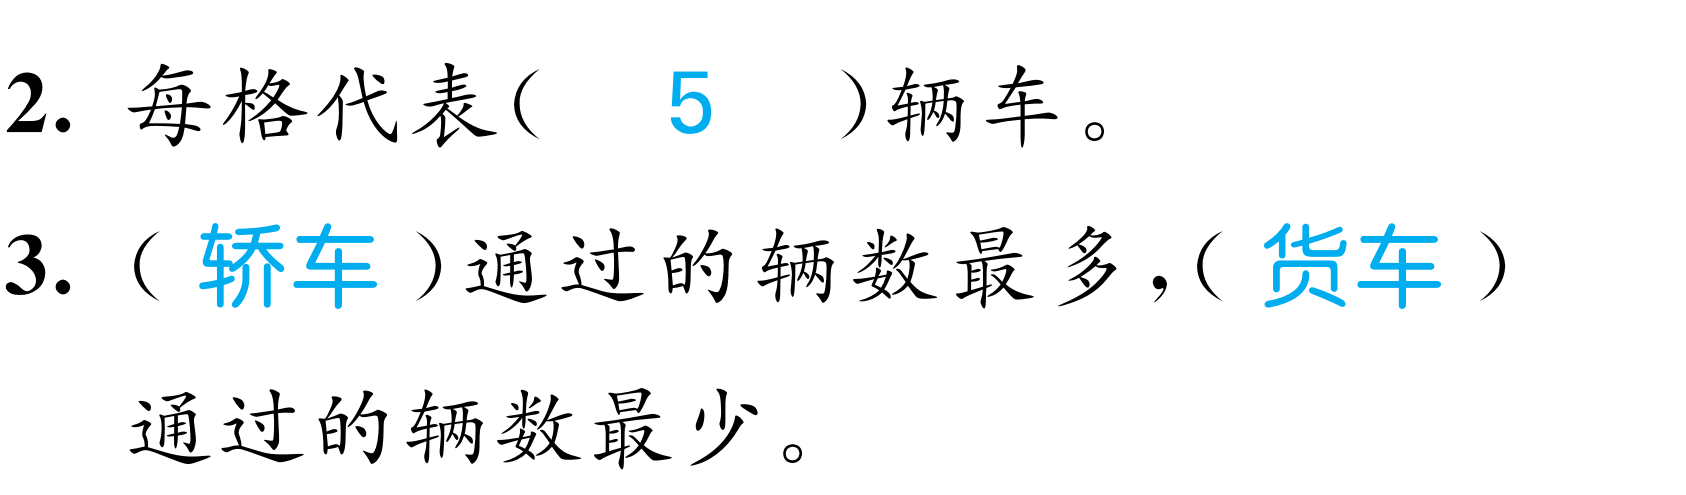 2. 每格代表( 5 )辆车。
3. ( 轿车 )通过的辆数最多,( 货车 )
通过的辆数最少。